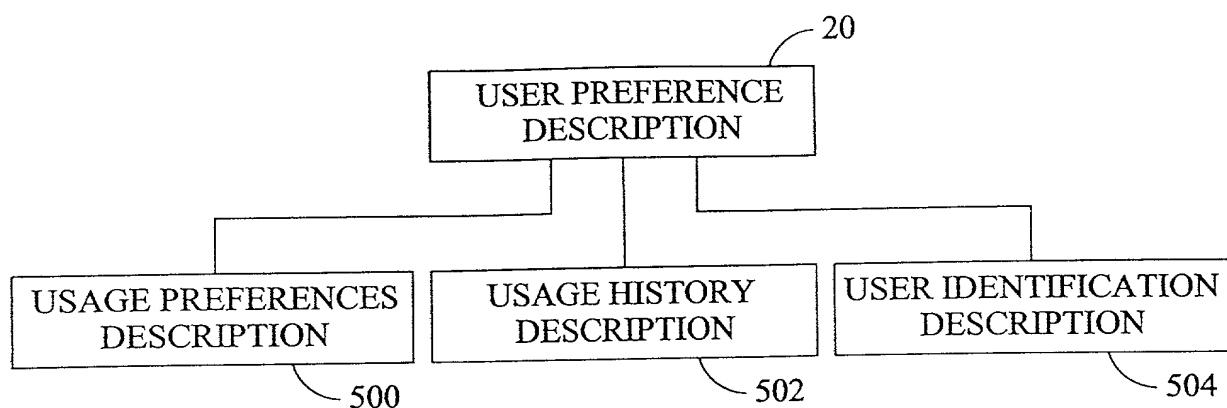 20
USER PREFERENCE
DESCRIPTION
USAGE PREFERENCES
DESCRIPTION
500
USAGE HISTORY
DESCRIPTION
502
USER IDENTIFICATION
DESCRIPTION
504